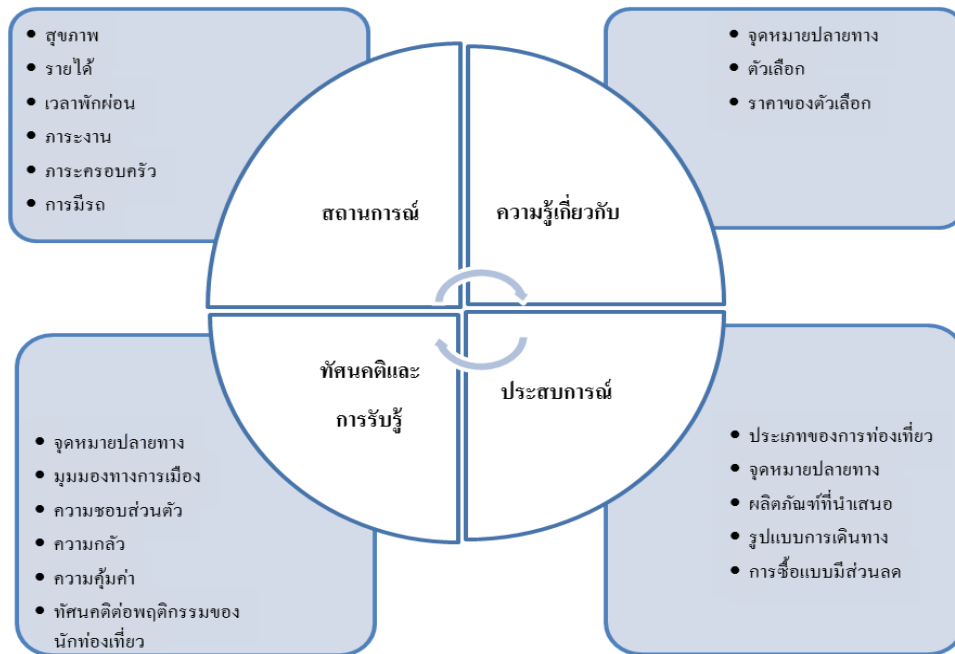 • สุขภาพ
• รายได้
• เวลาพักผ่อน
• ภาระงาน
• ภาระครอบครัว
• การมีรถ
สถานการณ์
• จุดหมายปลายทาง
• ตัวเลือก
• ราคาของตัวเลือก
ความรู้เกี่ยวกับ
ทัศนคติและ
การรับรู้
• จุดหมายปลายทาง
• มุมมองทางการเมือง
• ความชอบส่วนตัว
• ความกลัว
• ความคุ้มค่า
• ทัศนคติต่อพฤติกรรมของ
นักท่องเที่ยว
ประสบการณ์
• ประเภทของการท่องเที่ยว
• จุดหมายปลายทาง
• ผลิตภัณฑ์ที่นำเสนอ
• รูปแบบการเดินทาง
• การซื้อแบบมีส่วนลด